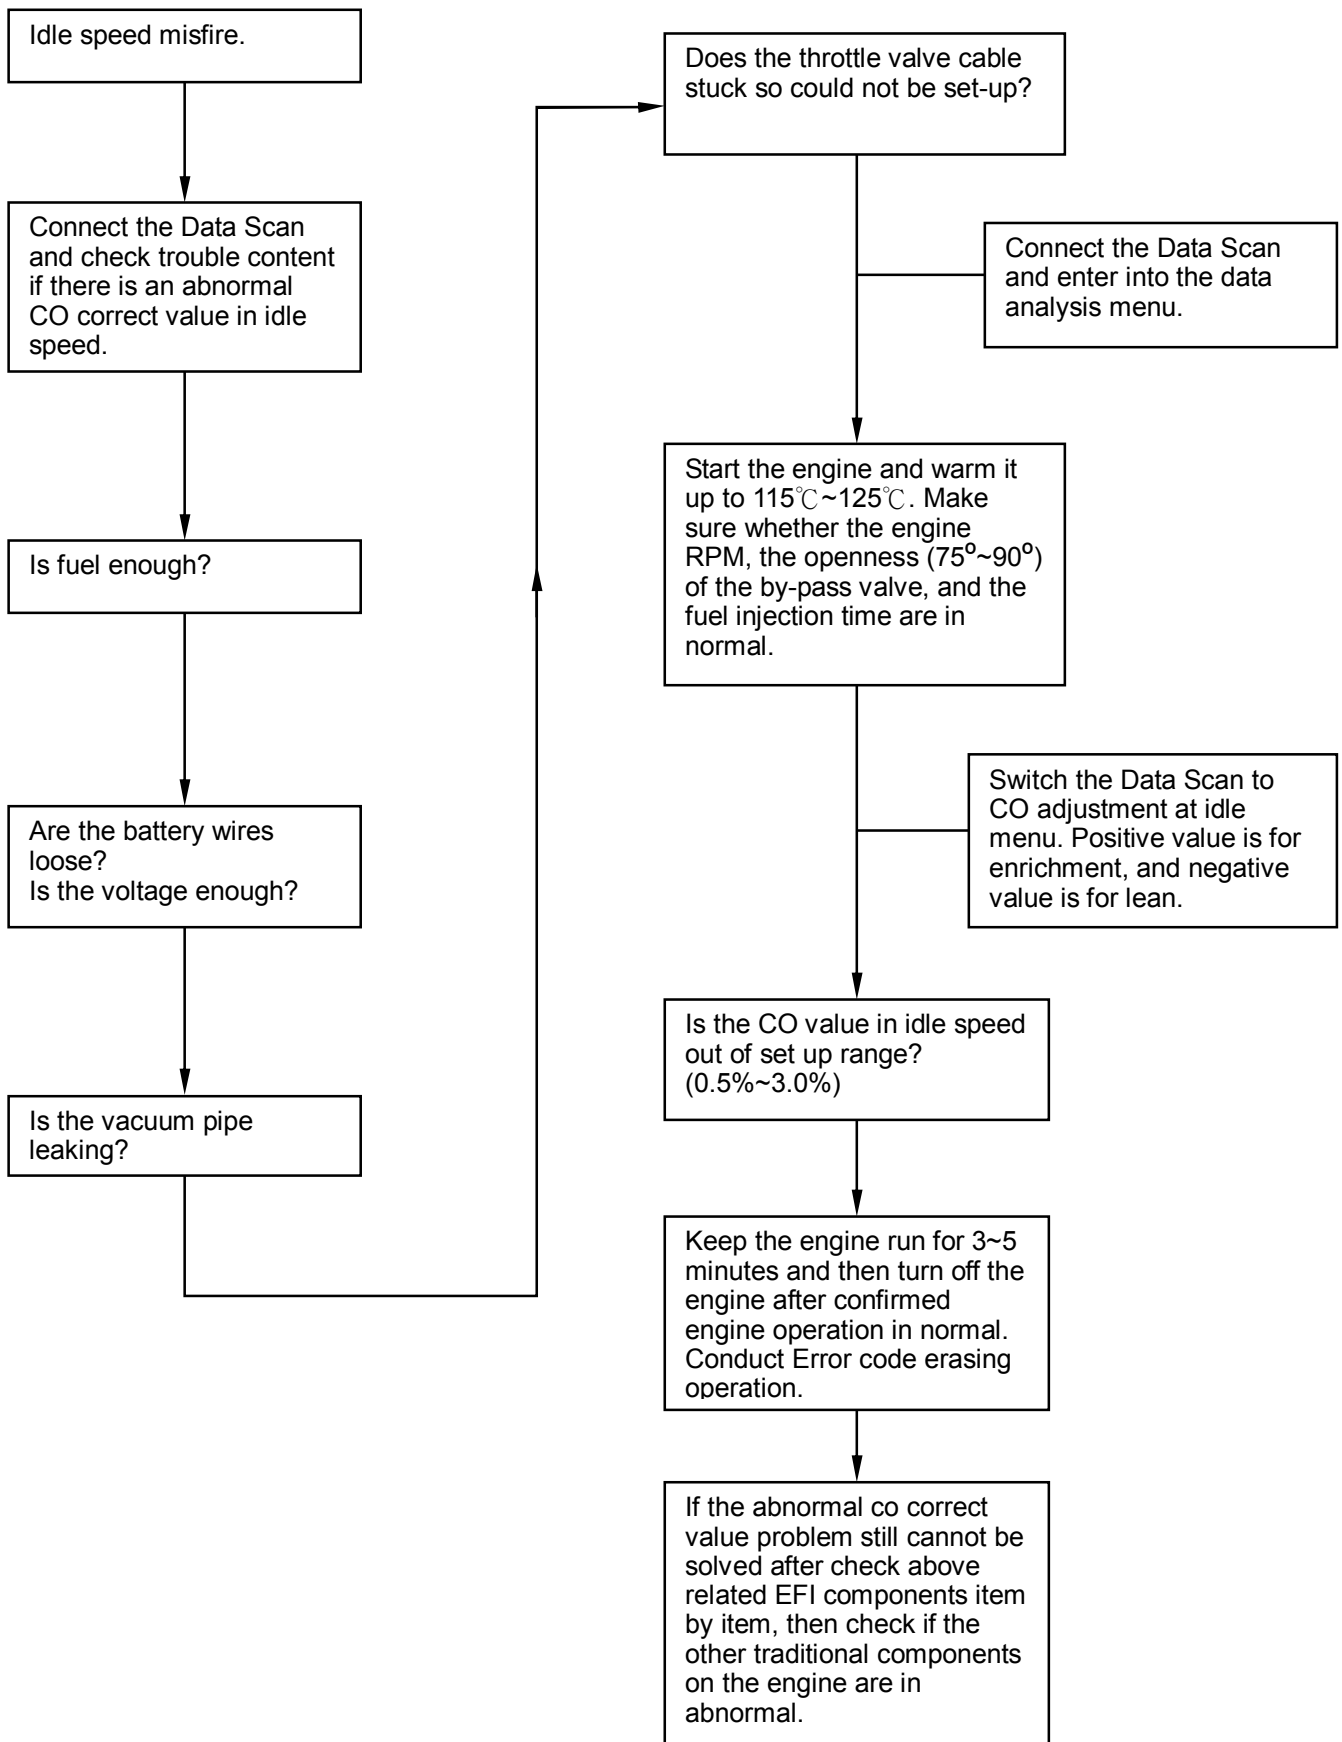 Idle speed misfire.
Connect the Data Scan
and check trouble content
if there is an abnormal
CO correct value in idle
speed.
Is fuel enough?
Are the battery wires
loose?
Is the voltage enough?
Is the vacuum pipe
leaking?
Does the throttle valve cable
stuck so could not be set-up?
Connect the Data Scan
and enter into the data
analysis menu.
Start the engine and warm it
up to 115℃~125℃. Make
sure whether the engine
RPM, the openness (75º~90º)
of the by-pass valve, and the
fuel injection time are in
normal.
Switch the Data Scan to
CO adjustment at idle
menu. Positive value is for
enrichment, and negative
value is for lean.
Is the CO value in idle speed
out of set up range?
(0.5%~3.0%)
Keep the engine run for 3~5
minutes and then turn off the
engine after confirmed
engine operation in normal.
Conduct Error code erasing
operation.
If the abnormal co correct
value problem still cannot be
solved after check above
related EFI components item
by item, then check if the
other traditional components
on the engine are in
abnormal.